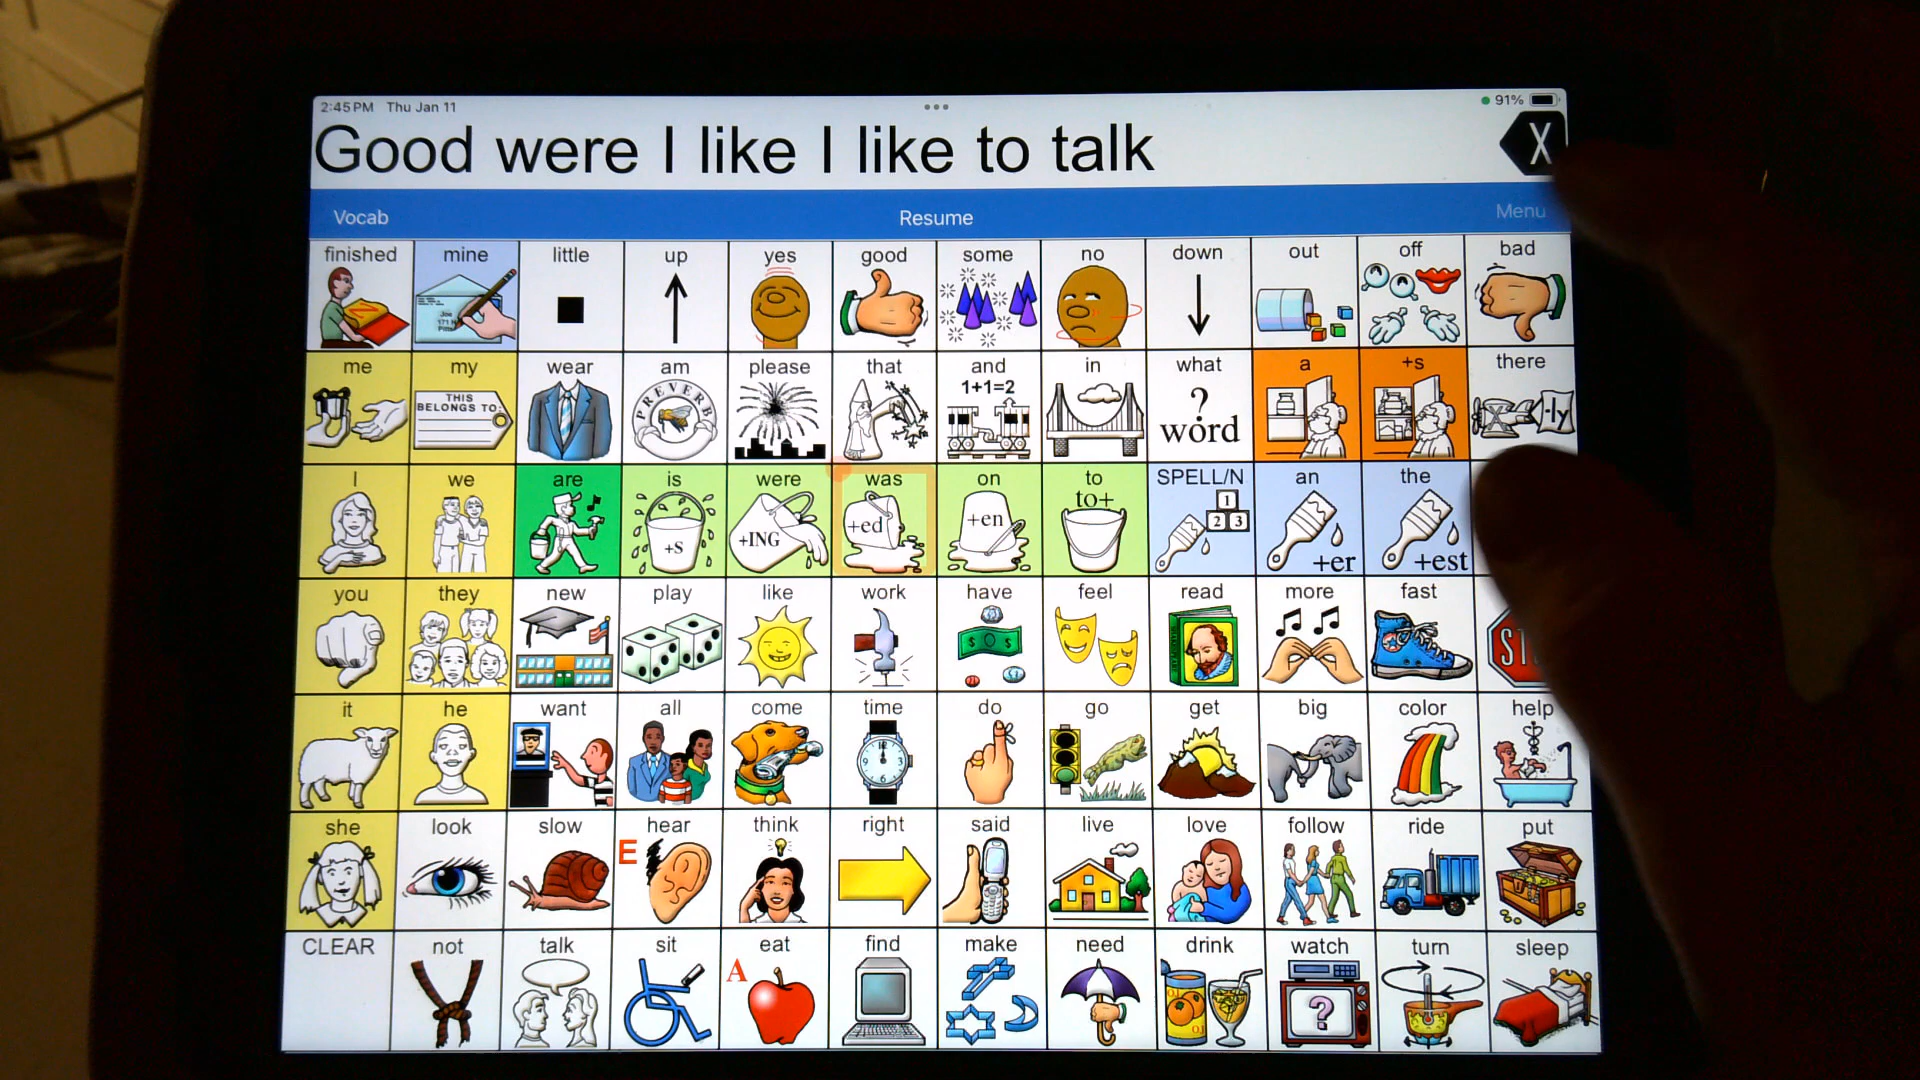 2:45 PM Thu Jan 11 91%
Good were I like I like to talk X
Vocab Resume Menu
finished mine little up yes good some no down out off bad
me my wear am please that and in what a +s there
THIS BELONGS TO: PREVERB 1+1=2 ? word -ly
I we are is were was on to SPELL/N an the
+S +ING +ed +en to+ 1 2 3 +er +est
you they new play like work have feel read more fast
it he want all come time do go get big color help
she look slow hear think right said live love follow ride put
E
CLEAR not talk sit eat find make need drink watch turn sleep
A ?